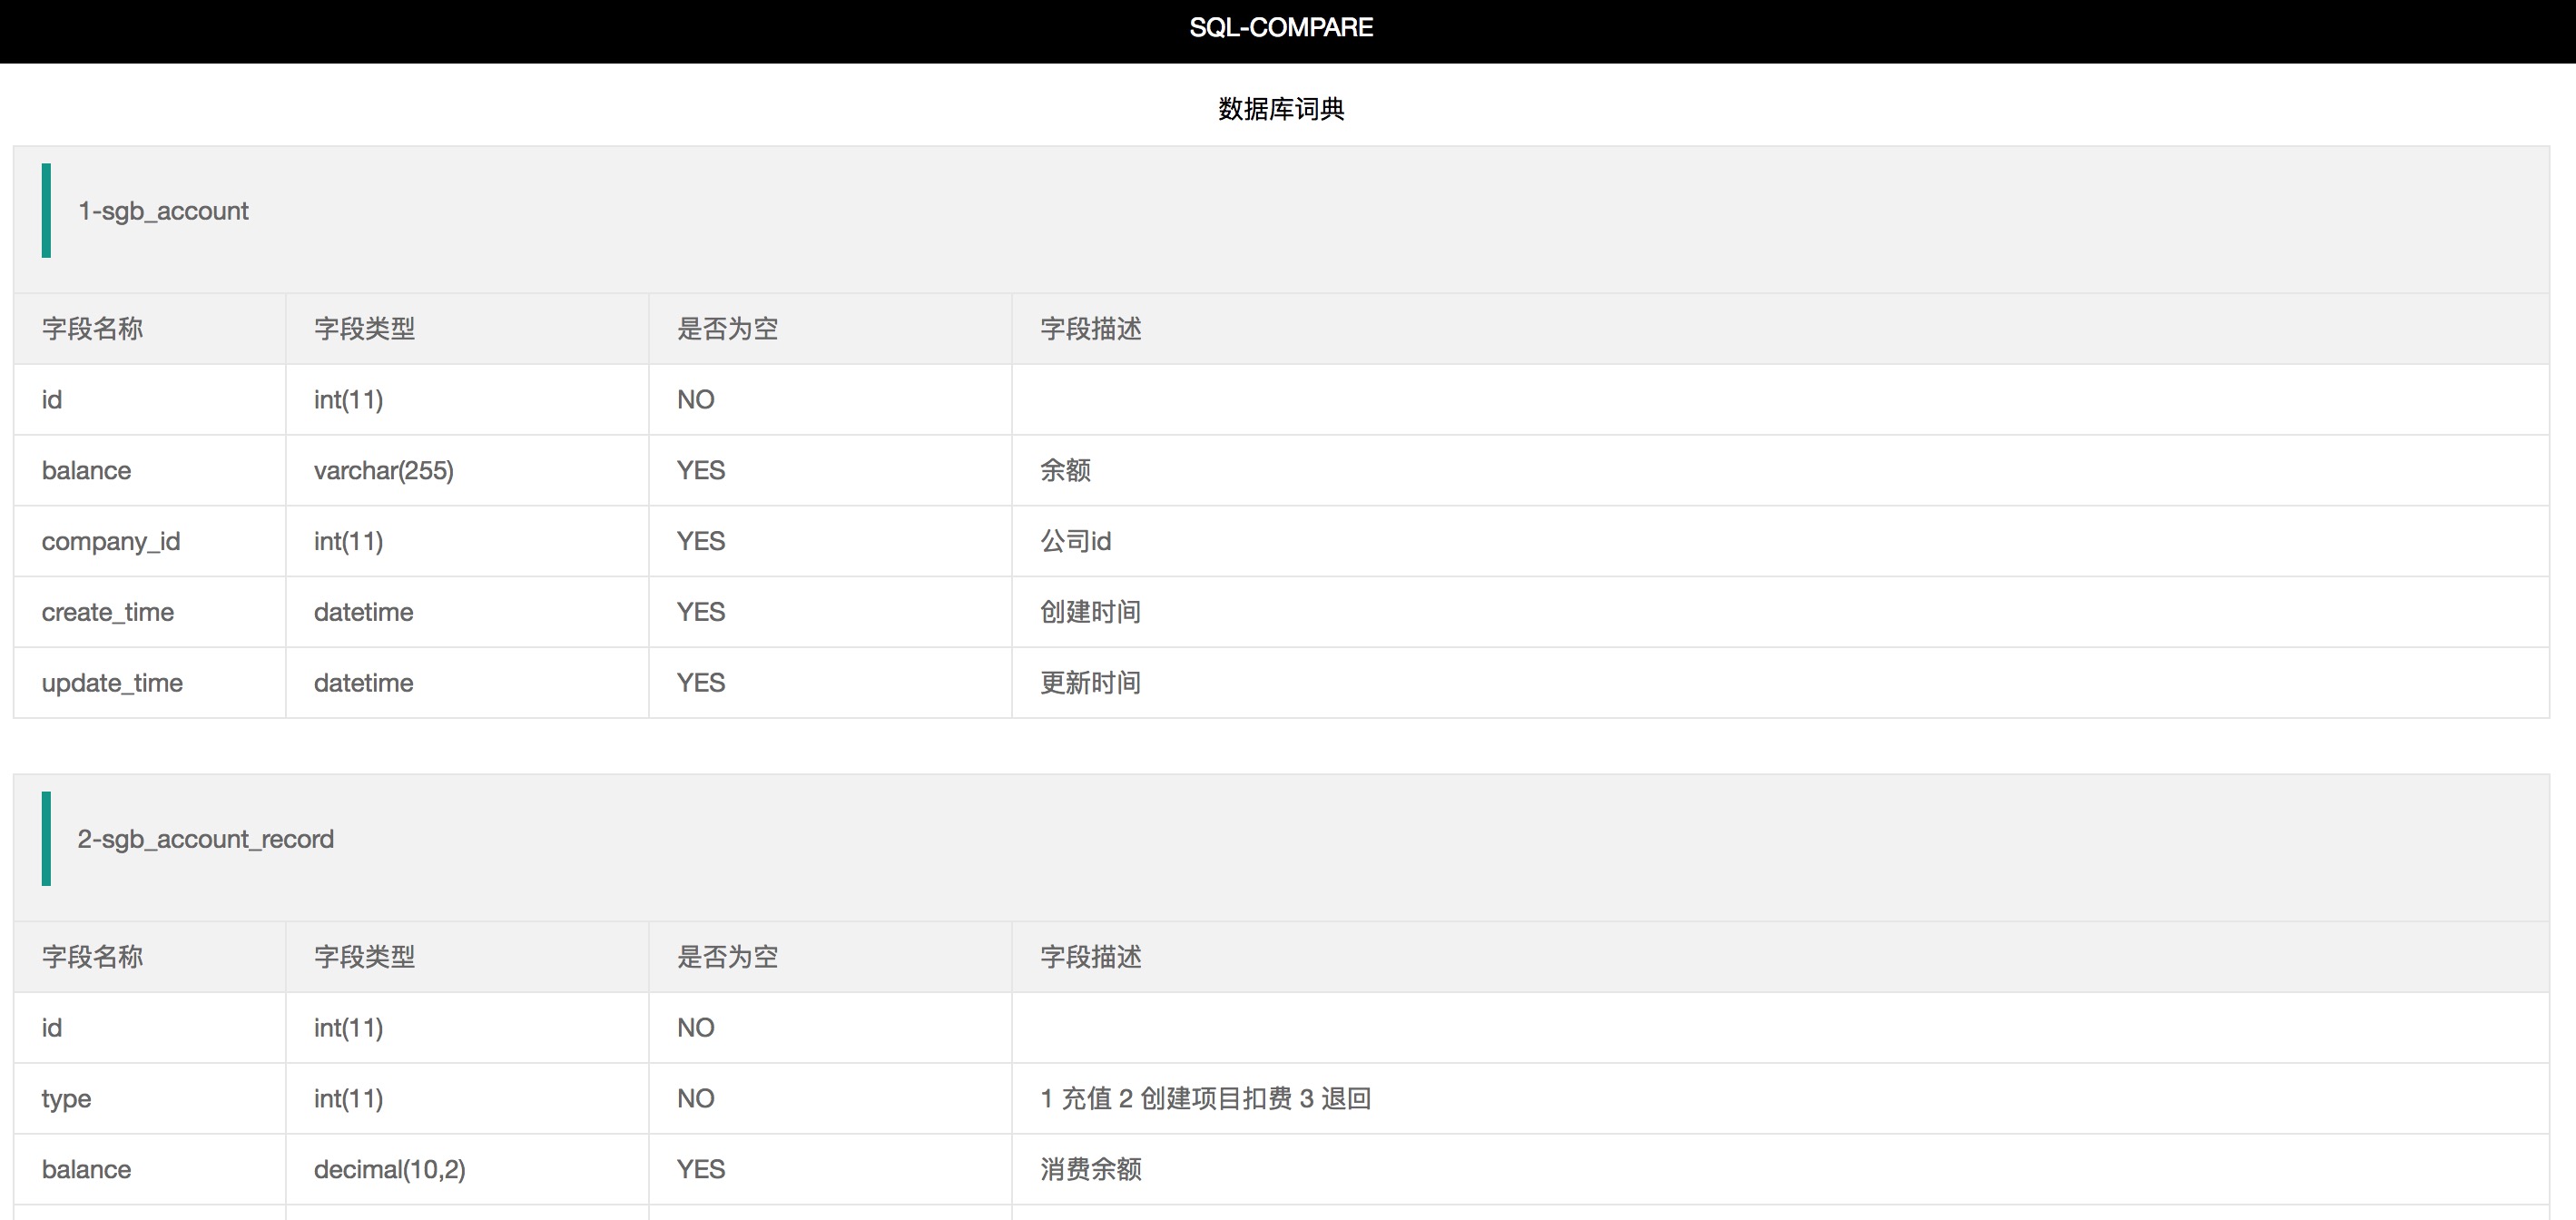 SQL-COMPARE
数据库词典
1-sgb_account
字段名称 字段类型 是否为空 字段描述
id int(11) NO
balance varchar(255) YES 余额
company_id int(11) YES 公司id
create_time datetime YES 创建时间
update_time datetime YES 更新时间
2-sgb_account_record
字段名称 字段类型 是否为空 字段描述
id int(11) NO
type int(11) NO 1 充值 2 创建项目扣费 3 退回
balance decimal(10,2) YES 消费余额